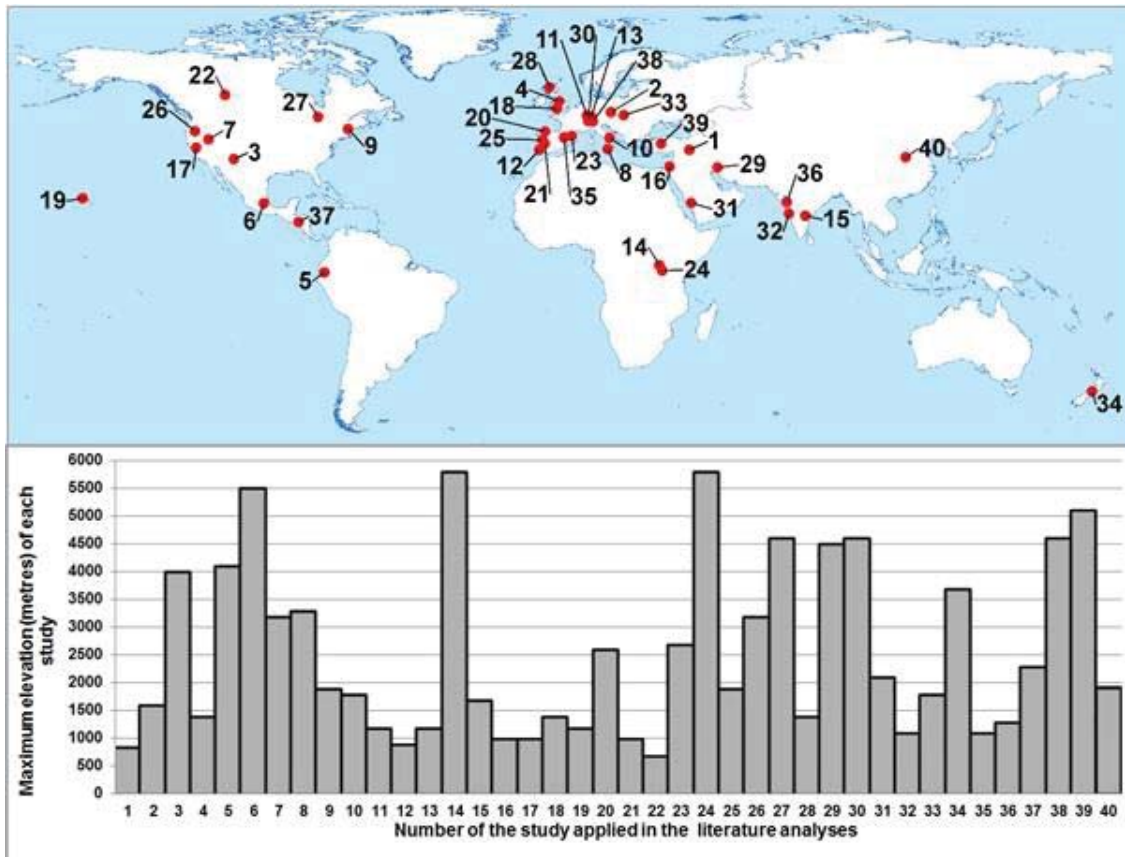 11 30 13
28 38
22 4 2 33
26 27 18
7 20 39
9 25 10 1 40
17 3 12 23 8 29
19 16 36
6 37 21 35 31
32 15
14 24
5
34
6000
5500
5000
4500
4000
3500
3000
2500
2000
1500
1000
500
0
Maximum elevation (metres) of each
study
1 2 3 4 5 6 7 8 9 10 11 12 13 14 15 16 17 18 19 20 21 22 23 24 25 26 27 28 29 30 31 32 33 34 35 36 37 38 39 40
Number of the study applied in the literature analyses